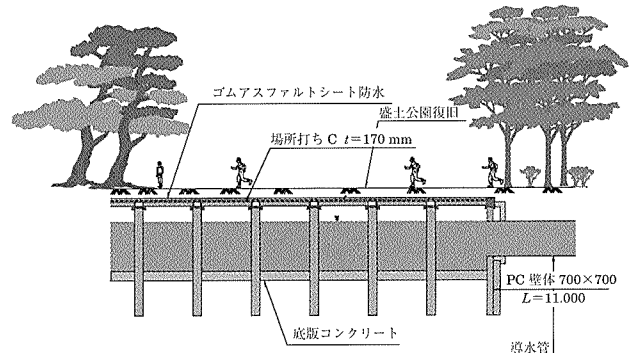 ゴムアスファルトシート防水
盛土公園復旧
場所打ち C t=170 mm
PC 壁体 700×700
L=11.000
底版コンクリート
導水管